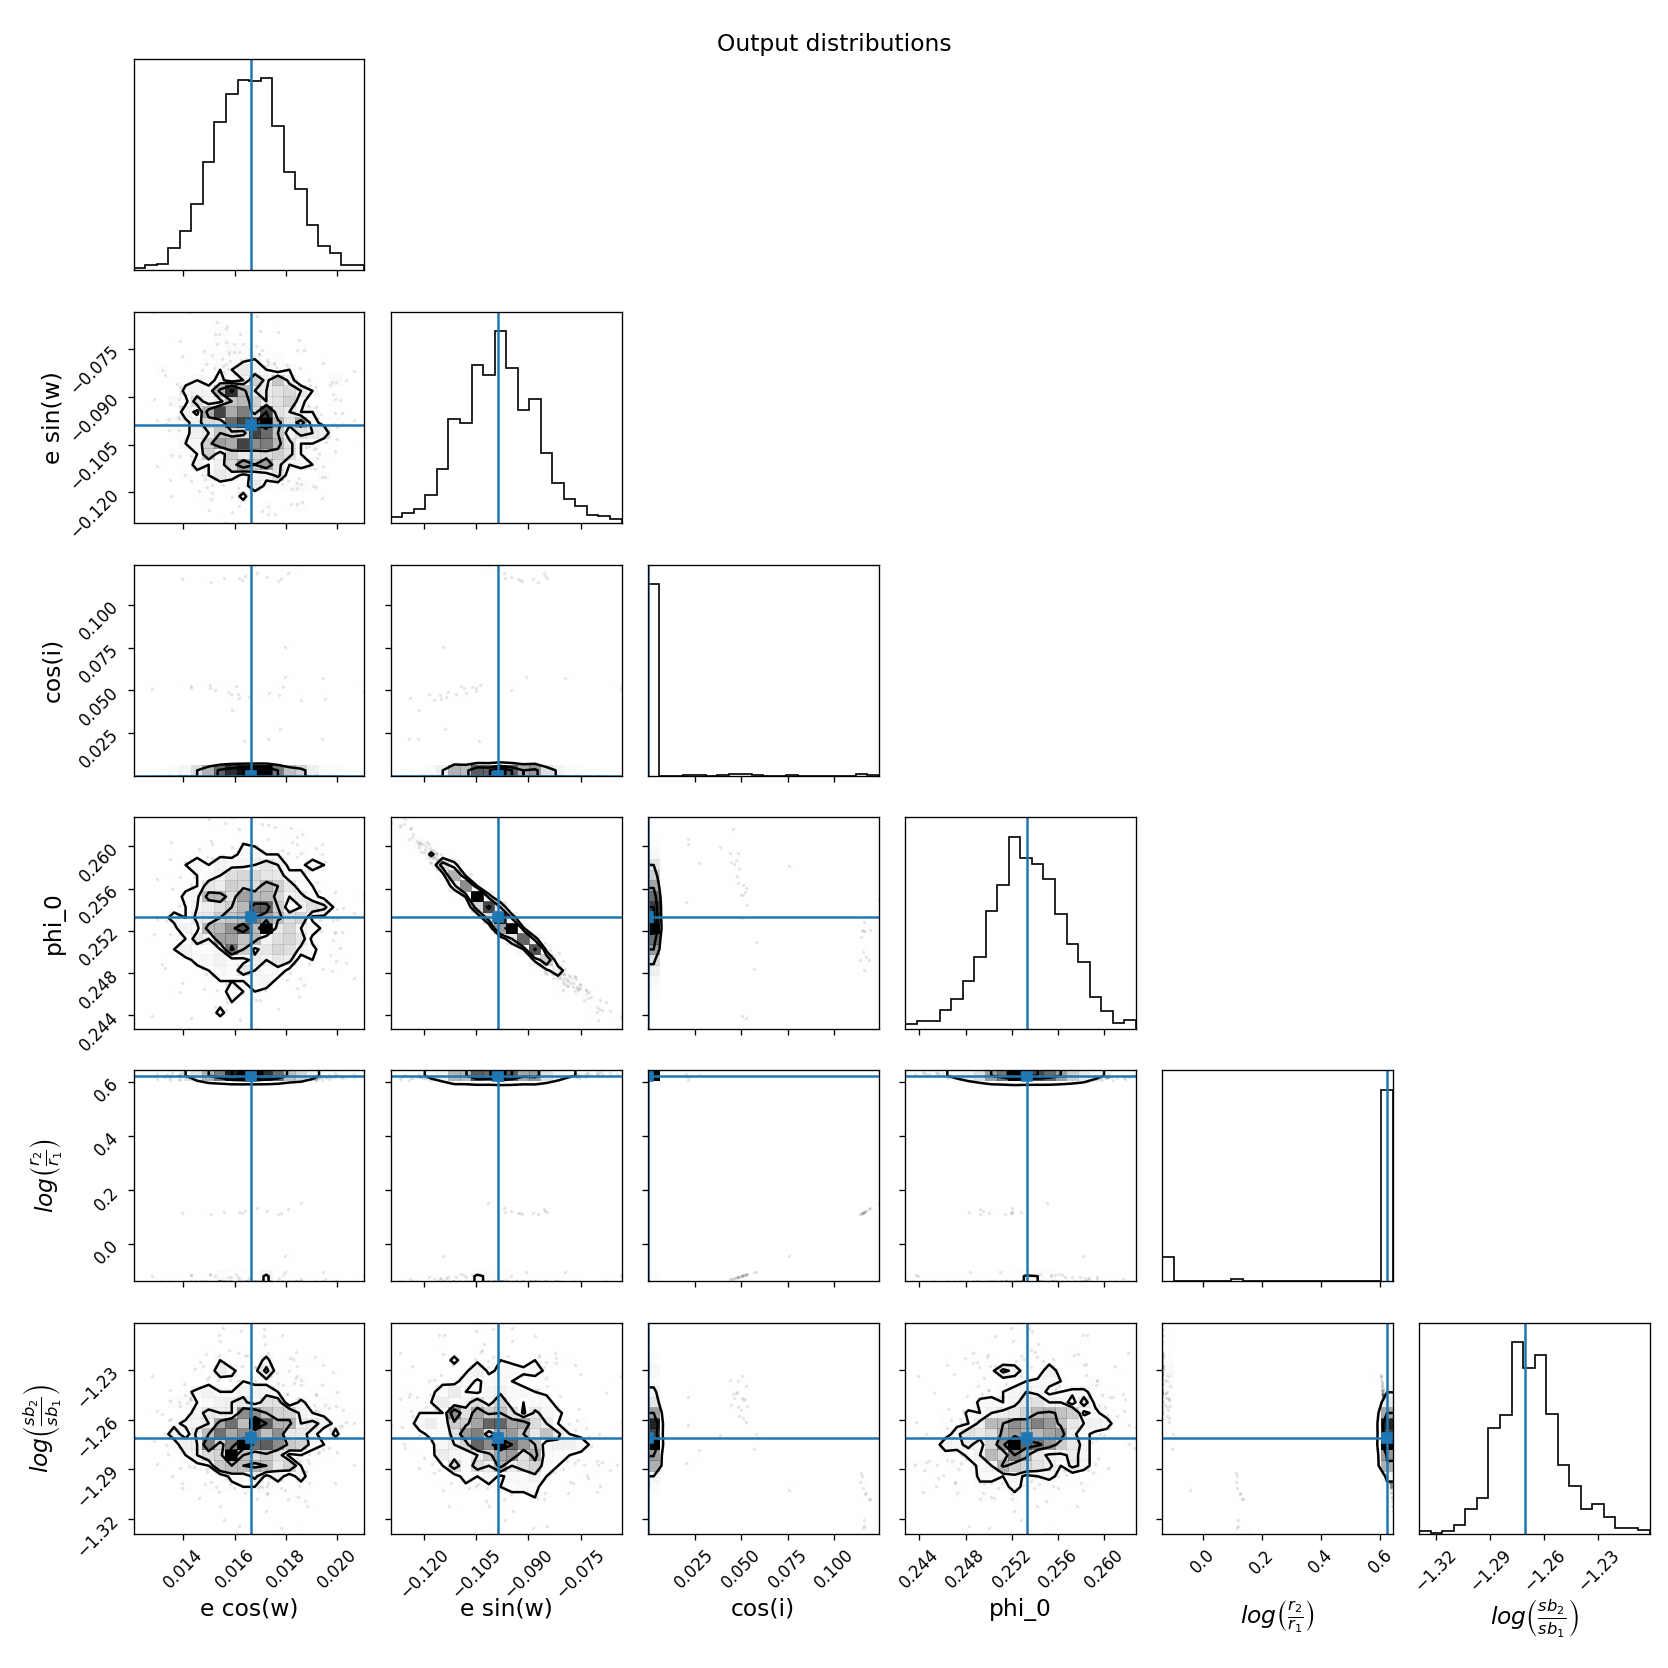 Output distributions
e sin(w)
−0.075
−0.090
−0.105
−0.120
cos(i)
0.100
0.075
0.050
0.025
phi_0
0.260
0.256
0.252
0.248
0.244
log(r₂/r₁)
0.6
0.4
0.2
0.0
log(sb₂/sb₁)
−1.23
−1.26
−1.29
−1.32
0.014 0.016 0.018 0.020 −0.120 −0.105 −0.090 −0.075 0.025 0.050 0.075 0.100 0.244 0.248 0.252 0.256 0.260 0.0 0.2 0.4 0.6 −1.32 −1.29 −1.26 −1.23
e cos(w) e sin(w) cos(i) phi_0 log(r₂/r₁) log(sb₂/sb₁)